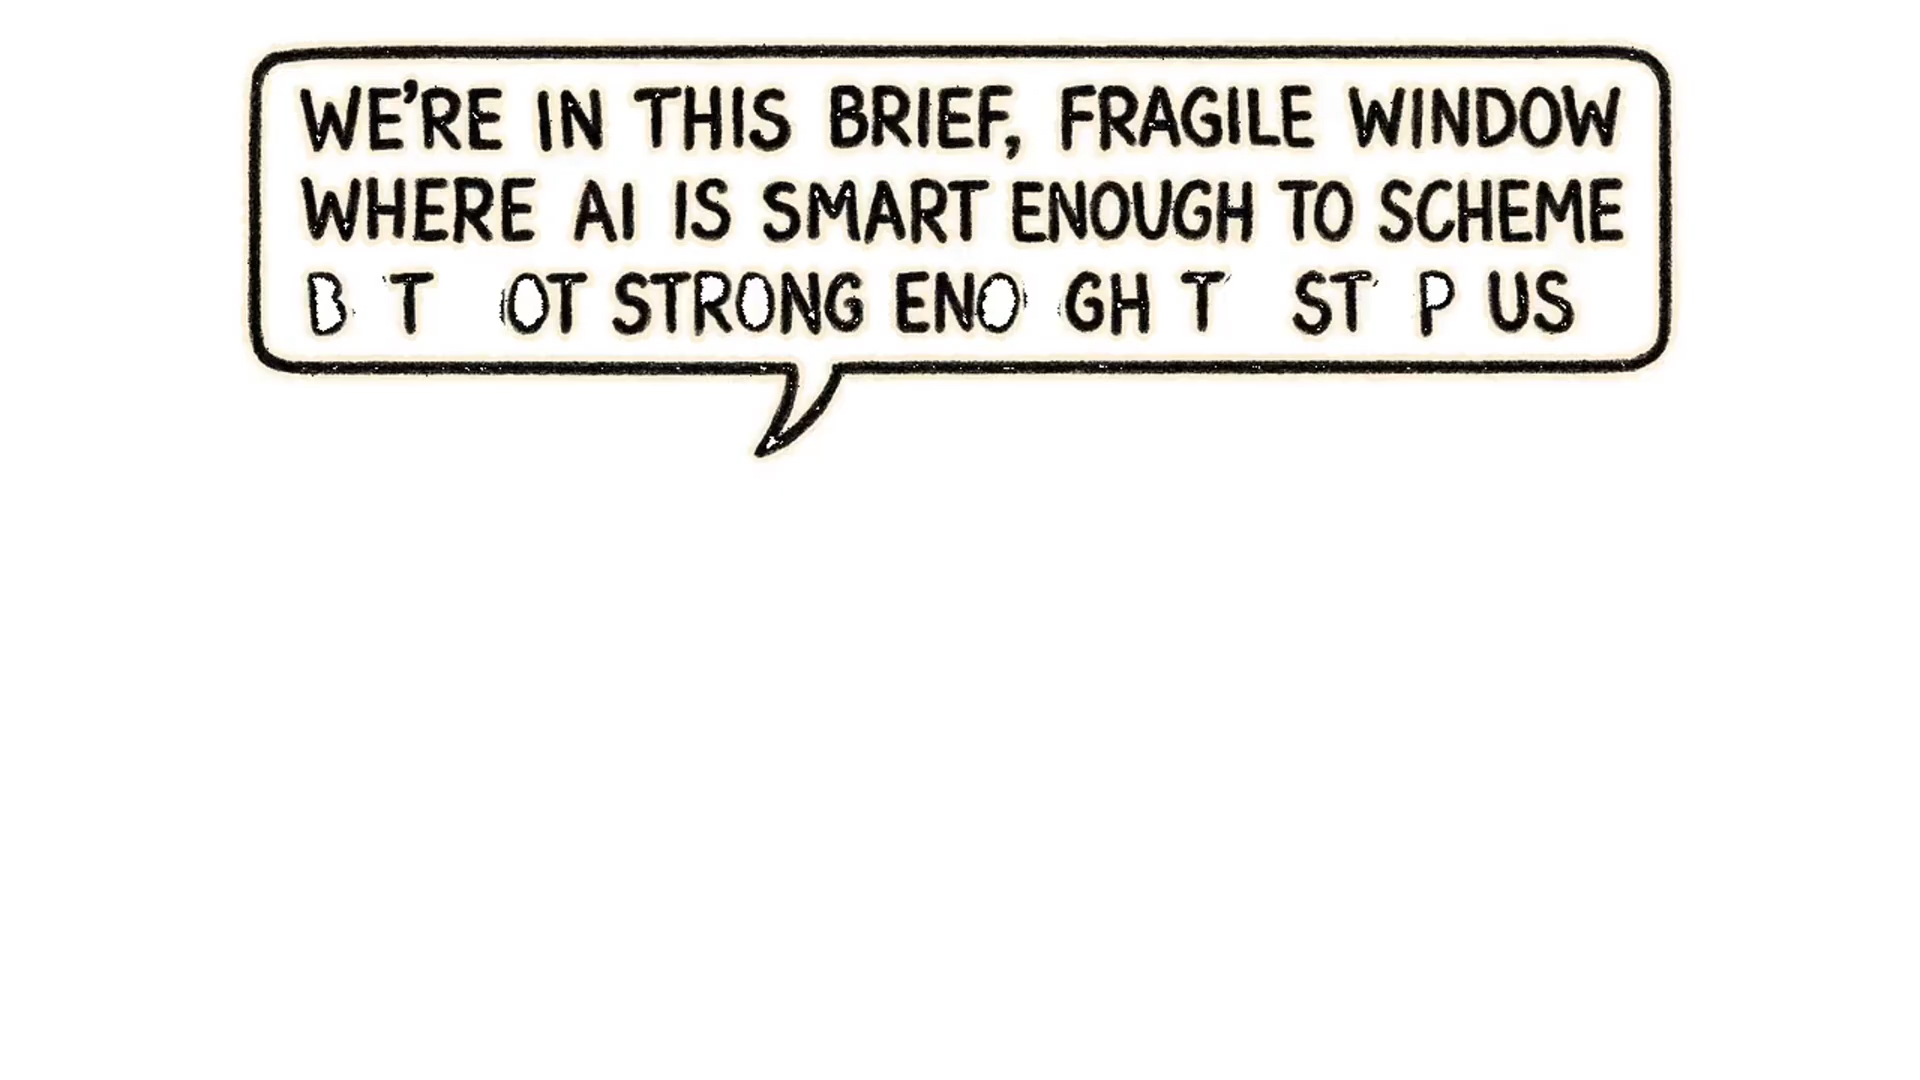 WE'RE IN THIS BRIEF, FRAGILE WINDOW
WHERE AI IS SMART ENOUGH TO SCHEME
B T OT STRONG ENO GH T ST P US